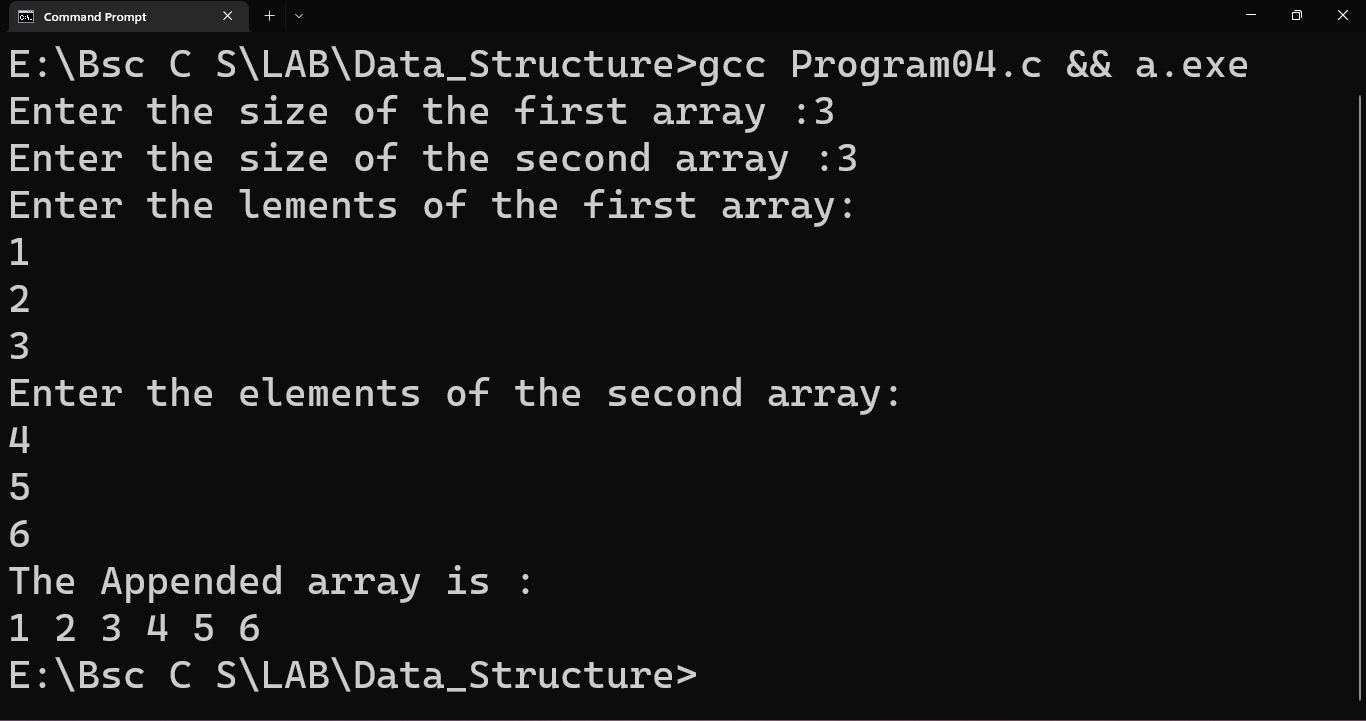 Command Prompt
E:\Bsc C S\LAB\Data_Structure>gcc Program04.c && a.exe
Enter the size of the first array :3
Enter the size of the second array :3
Enter the lements of the first array:
1
2
3
Enter the elements of the second array:
4
5
6
The Appended array is :
1 2 3 4 5 6
E:\Bsc C S\LAB\Data_Structure>